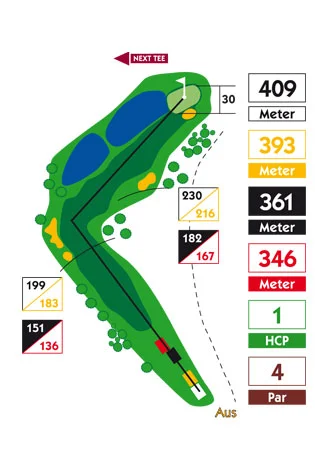 NEXT TEE
30
409
Meter
393
Meter
230
216
361
Meter
182
167
346
Meter
199
183
1
HCP
151
136
4
Par
Aus